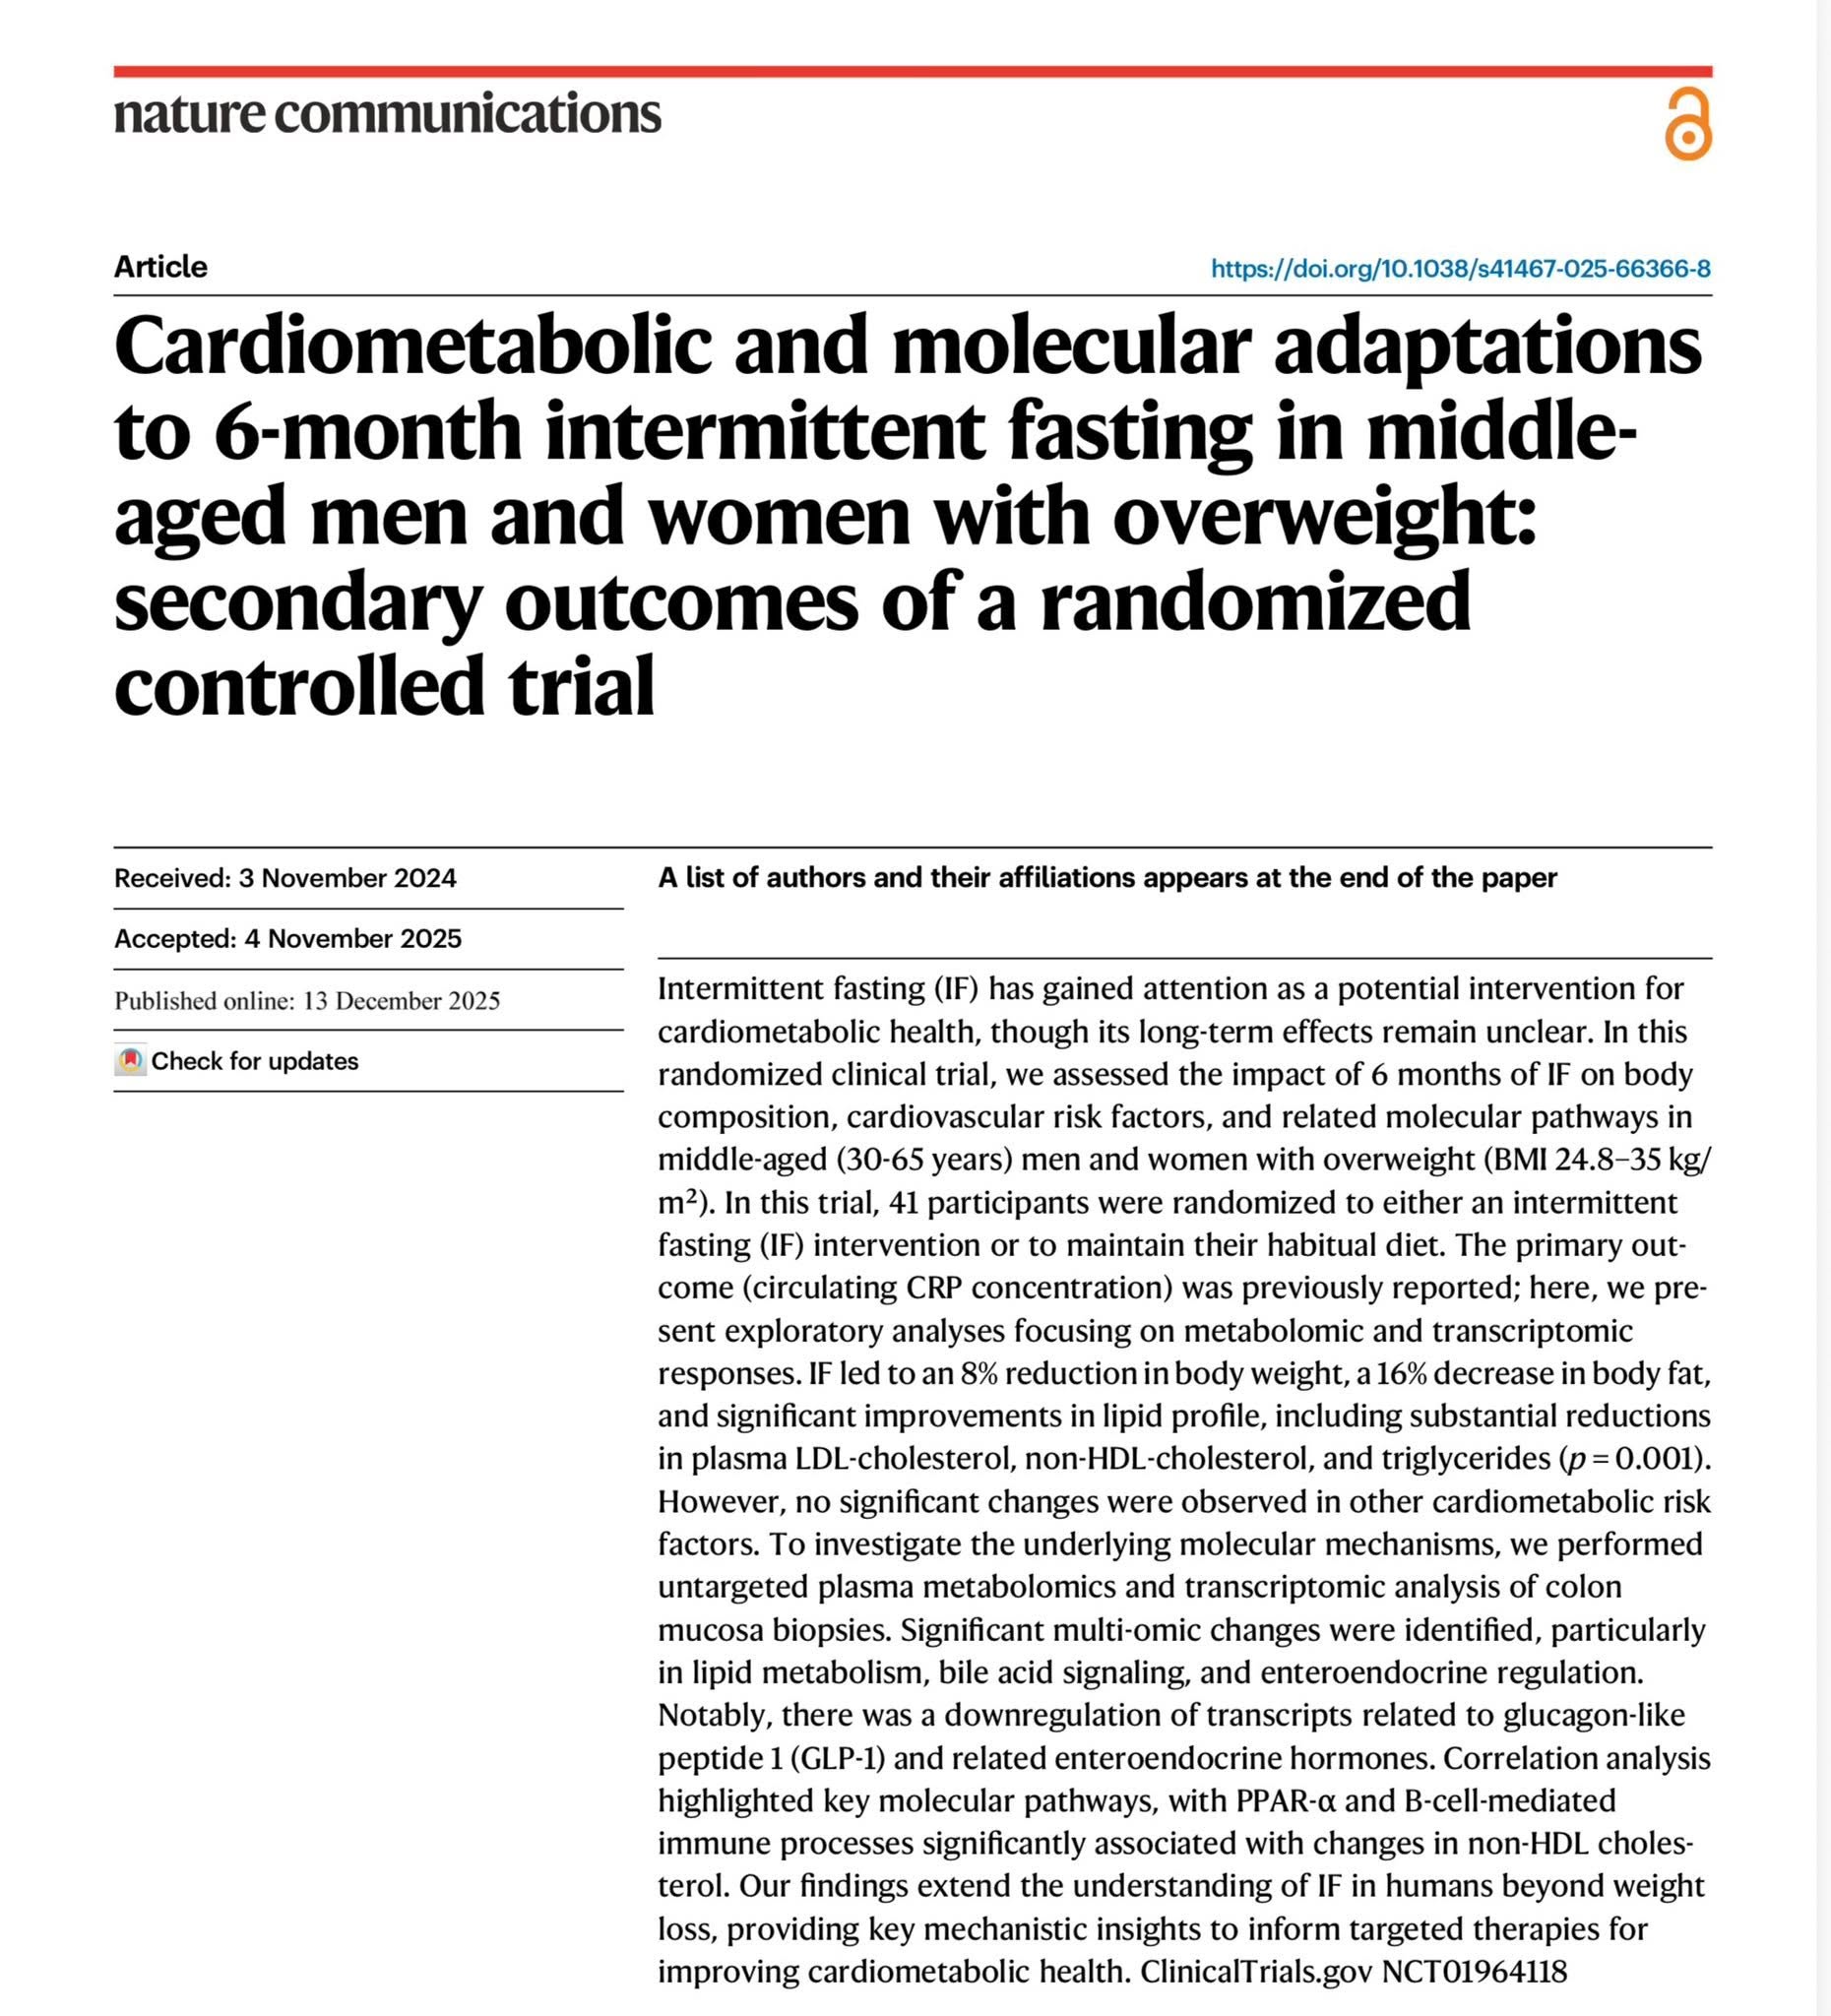 nature communications
Article
https://doi.org/10.1038/s41467-025-66366-8
Cardiometabolic and molecular adaptations
to 6-month intermittent fasting in middle-
aged men and women with overweight:
secondary outcomes of a randomized
controlled trial
Received: 3 November 2024
Accepted: 4 November 2025
Published online: 13 December 2025
Check for updates
A list of authors and their affiliations appears at the end of the paper
Intermittent fasting (IF) has gained attention as a potential intervention for
cardiometabolic health, though its long-term effects remain unclear. In this
randomized clinical trial, we assessed the impact of 6 months of IF on body
composition, cardiovascular risk factors, and related molecular pathways in
middle-aged (30-65 years) men and women with overweight (BMI 24.8–35 kg/
m²). In this trial, 41 participants were randomized to either an intermittent
fasting (IF) intervention or to maintain their habitual diet. The primary out-
come (circulating CRP concentration) was previously reported; here, we pre-
sent exploratory analyses focusing on metabolomic and transcriptomic
responses. IF led to an 8% reduction in body weight, a 16% decrease in body fat,
and significant improvements in lipid profile, including substantial reductions
in plasma LDL-cholesterol, non-HDL-cholesterol, and triglycerides (p = 0.001).
However, no significant changes were observed in other cardiometabolic risk
factors. To investigate the underlying molecular mechanisms, we performed
untargeted plasma metabolomics and transcriptomic analysis of colon
mucosa biopsies. Significant multi-omic changes were identified, particularly
in lipid metabolism, bile acid signaling, and enteroendocrine regulation.
Notably, there was a downregulation of transcripts related to glucagon-like
peptide 1 (GLP-1) and related enteroendocrine hormones. Correlation analysis
highlighted key molecular pathways, with PPAR-α and B-cell-mediated
immune processes significantly associated with changes in non-HDL choles-
terol. Our findings extend the understanding of IF in humans beyond weight
loss, providing key mechanistic insights to inform targeted therapies for
improving cardiometabolic health. ClinicalTrials.gov NCT01964118